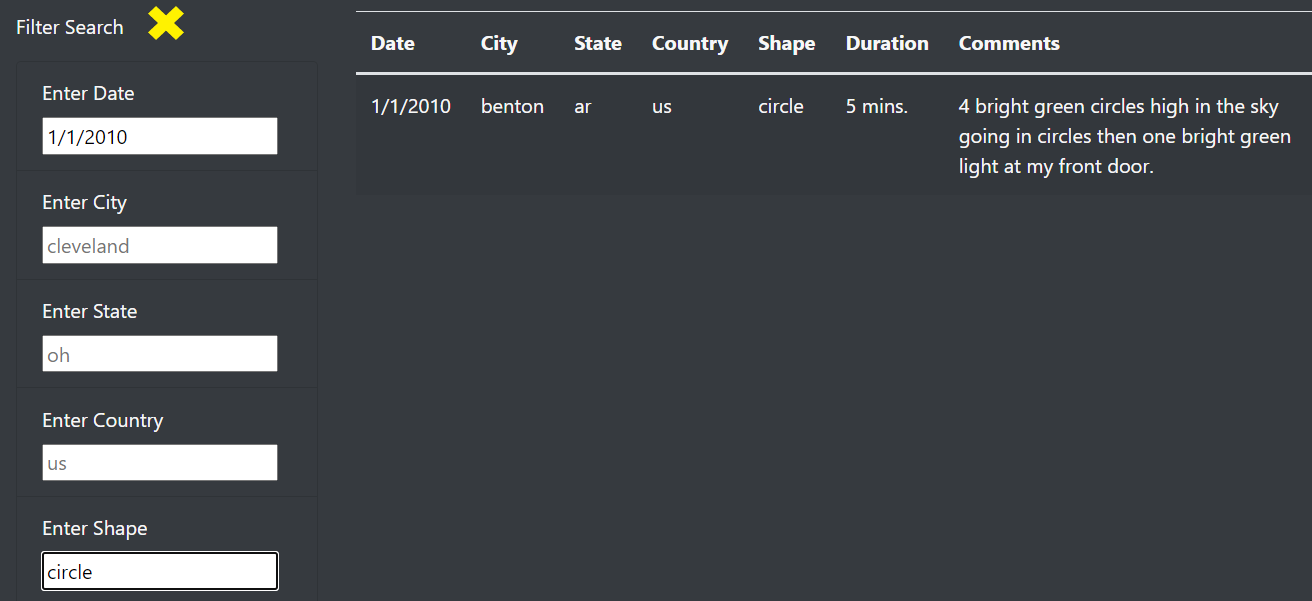 Filter Search
Enter Date
1/1/2010
Enter City
cleveland
Enter State
oh
Enter Country
us
Enter Shape
circle
Date City State Country Shape Duration Comments
1/1/2010 benton ar us circle 5 mins. 4 bright green circles high in the sky
going in circles then one bright green
light at my front door.